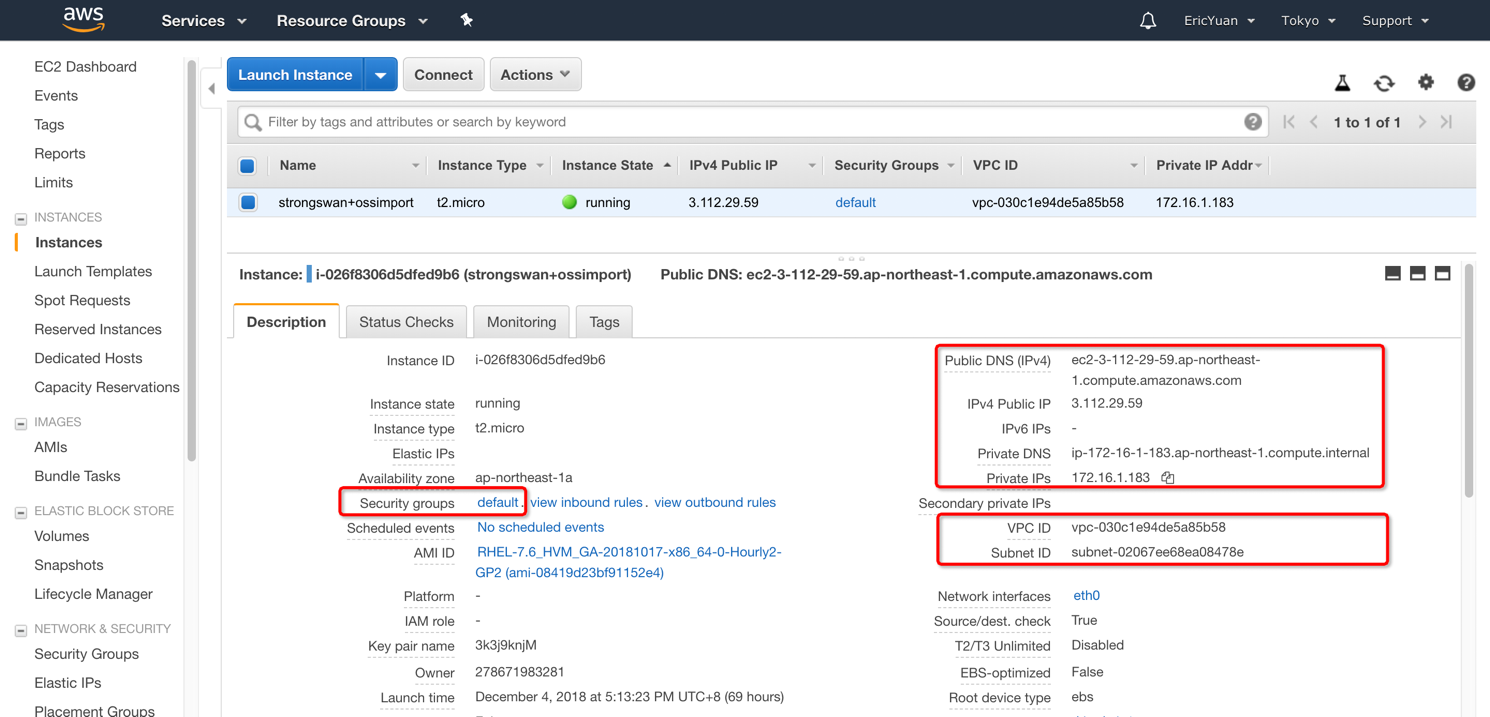 aws Services Resource Groups EricYuan Tokyo Support
EC2 Dashboard
Events
Tags
Reports
Limits
INSTANCES
Instances
Launch Templates
Spot Requests
Reserved Instances
Dedicated Hosts
Capacity Reservations
IMAGES
AMIs
Bundle Tasks
ELASTIC BLOCK STORE
Volumes
Snapshots
Lifecycle Manager
NETWORK & SECURITY
Security Groups
Elastic IPs
Placement Groups
Launch Instance Connect Actions
Filter by tags and attributes or search by keyword
1 to 1 of 1
Name Instance Type Instance State IPv4 Public IP Security Groups VPC ID Private IP Addr
strongswan+ossimport t2.micro running 3.112.29.59 default vpc-030c1e94de5a85b58 172.16.1.183
Instance: i-026f8306d5dfed9b6 (strongswan+ossimport) Public DNS: ec2-3-112-29-59.ap-northeast-1.compute.amazonaws.com
Description Status Checks Monitoring Tags
Instance ID i-026f8306d5dfed9b6
Instance state running
Instance type t2.micro
Elastic IPs
Availability zone ap-northeast-1a
Security groups default. view inbound rules. view outbound rules
Scheduled events No scheduled events
AMI ID RHEL-7.6_HVM_GA-20181017-x86_64-0-Hourly2-
GP2 (ami-08419d23bf91152e4)
Platform -
IAM role -
Key pair name 3k3j9knjM
Owner 278671983281
Launch time December 4, 2018 at 5:13:23 PM UTC+8 (69 hours)
Public DNS (IPv4) ec2-3-112-29-59.ap-northeast-
1.compute.amazonaws.com
IPv4 Public IP 3.112.29.59
IPv6 IPs -
Private DNS ip-172-16-1-183.ap-northeast-1.compute.internal
Private IPs 172.16.1.183
Secondary private IPs
VPC ID vpc-030c1e94de5a85b58
Subnet ID subnet-02067ee68ea08478e
Network interfaces eth0
Source/dest. check True
T2/T3 Unlimited Disabled
EBS-optimized False
Root device type ebs